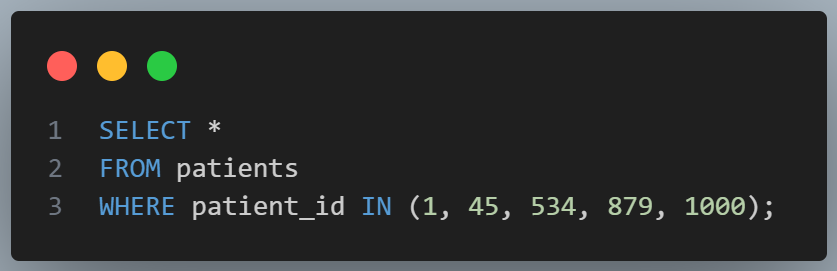 1 SELECT *
2 FROM patients
3 WHERE patient_id IN (1, 45, 534, 879, 1000);